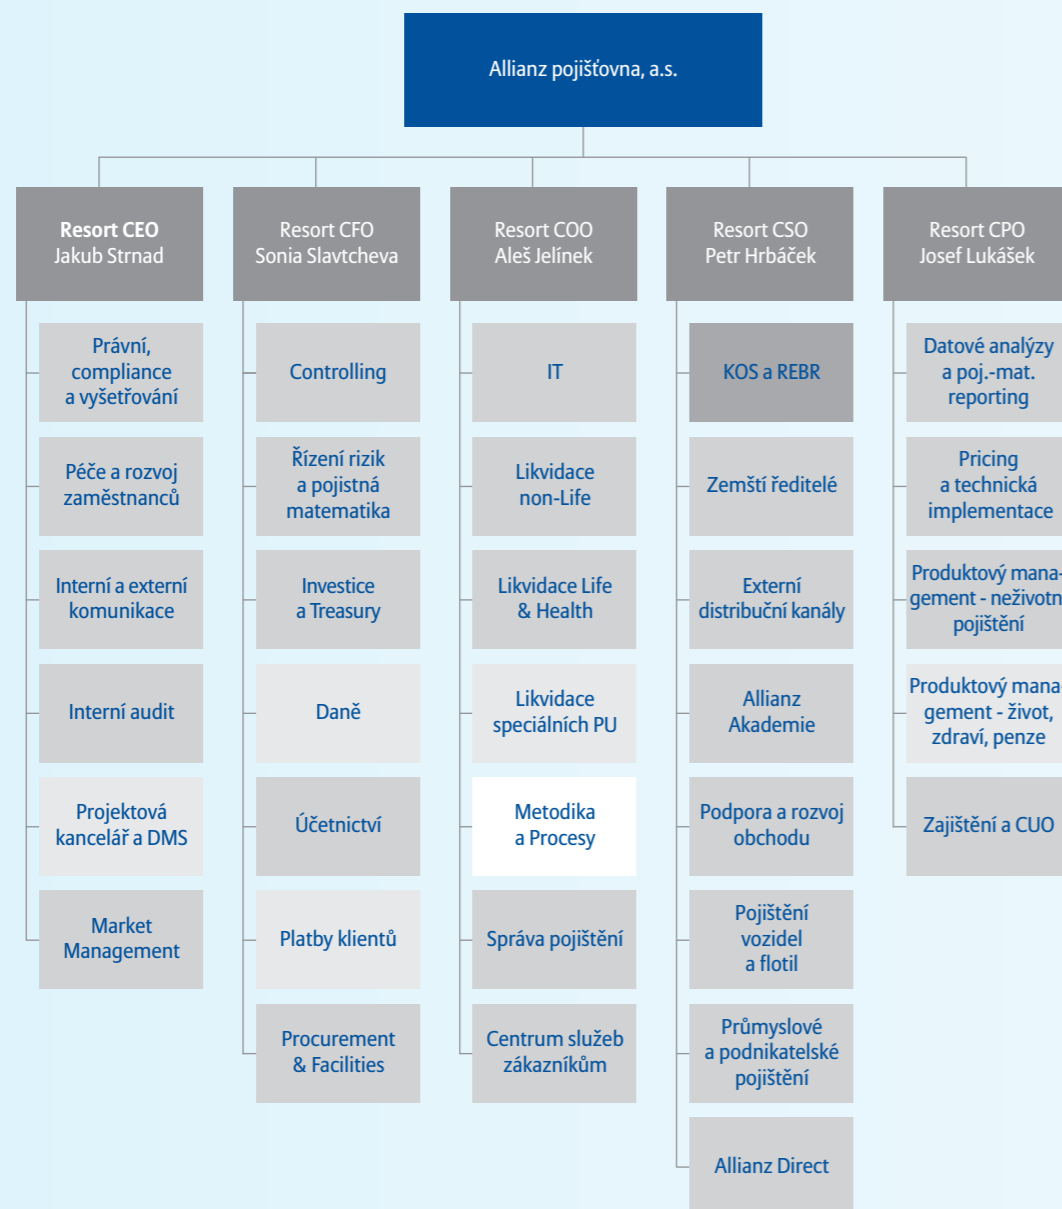 Allianz pojišťovna, a.s.
Resort CEO
Jakub Strnad
Právní,
compliance
a vyšetřování
Péče a rozvoj
zaměstnanců
Interní a externí
komunikace
Interní audit
Projektová
kancelář a DMS
Market
Management
Resort CFO
Sonia Slavtcheva
Controlling
Řízení rizik
a pojistná
matematika
Investice
a Treasury
Daně
Účetnictví
Platby klientů
Procurement
& Facilities
Resort COO
Aleš Jelínek
IT
Likvidace
non-Life
Likvidace Life
& Health
Likvidace
speciálních PU
Metodika
a Procesy
Správa pojištění
Centrum služeb
zákazníkům
Resort CSO
Petr Hrbáček
KOS a REBR
Zemští ředitelé
Externí
distribuční kanály
Allianz
Akademie
Podpora a rozvoj
obchodu
Pojištění
vozidel
a flotil
Průmyslové
a podnikatelské
pojištění
Allianz Direct
Resort CPO
Josef Lukášek
Datové analýzy
a poj.-mat.
reporting
Pricing
a technická
implementace
Produktový mana-
gement - neživotn
pojištění
Produktový mana-
gement - život,
zdraví, penze
Zajištění a CUO